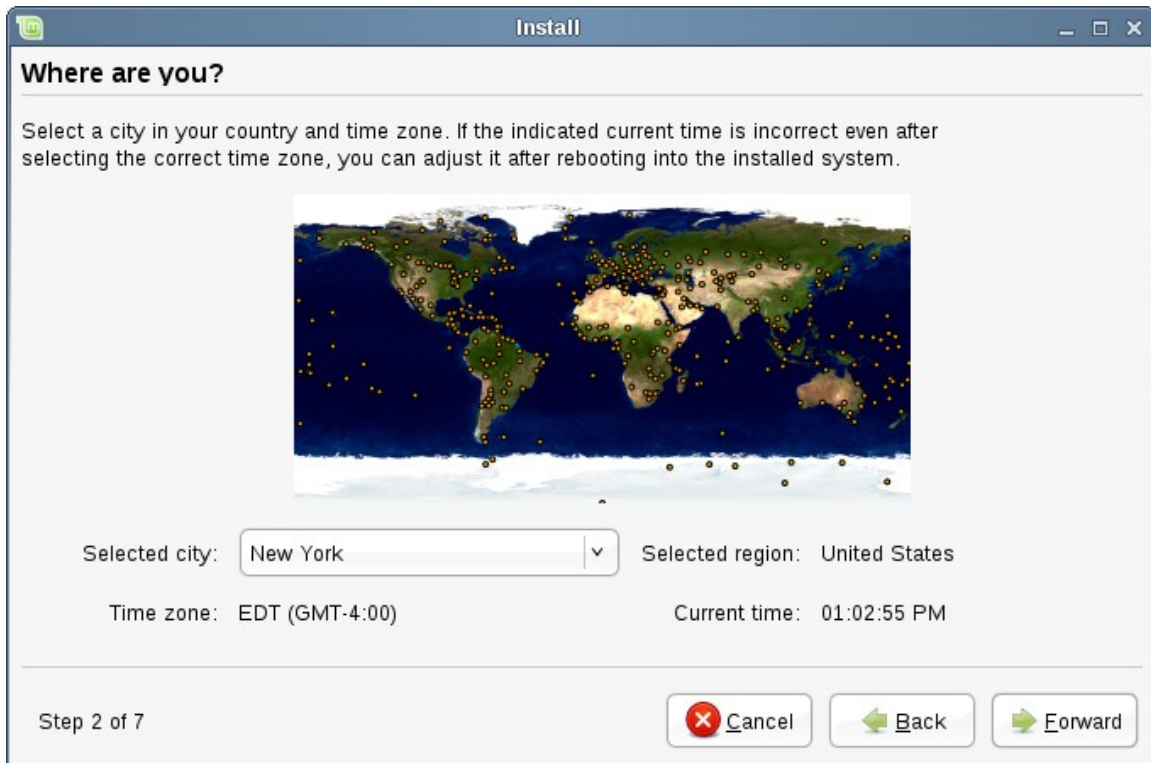 Install
Where are you?
Select a city in your country and time zone. If the indicated current time is incorrect even after
selecting the correct time zone, you can adjust it after rebooting into the installed system.
Selected city: New York Selected region: United States
Time zone: EDT (GMT-4:00) Current time: 01:02:55 PM
Step 2 of 7 Cancel Back Forward